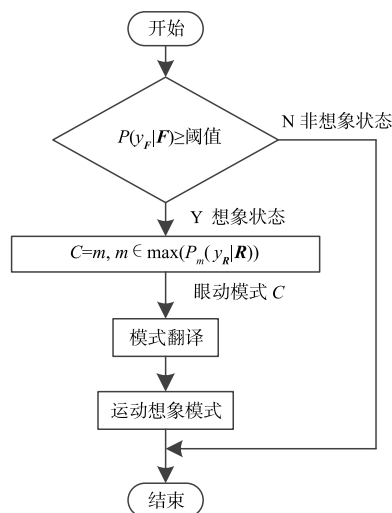 开始
P(y_F|F)≥阈值
N 非想象状态
Y 想象状态
C=m, m∈max(P_m(y_R|R))
眼动模式 C
模式翻译
运动想象模式
结束